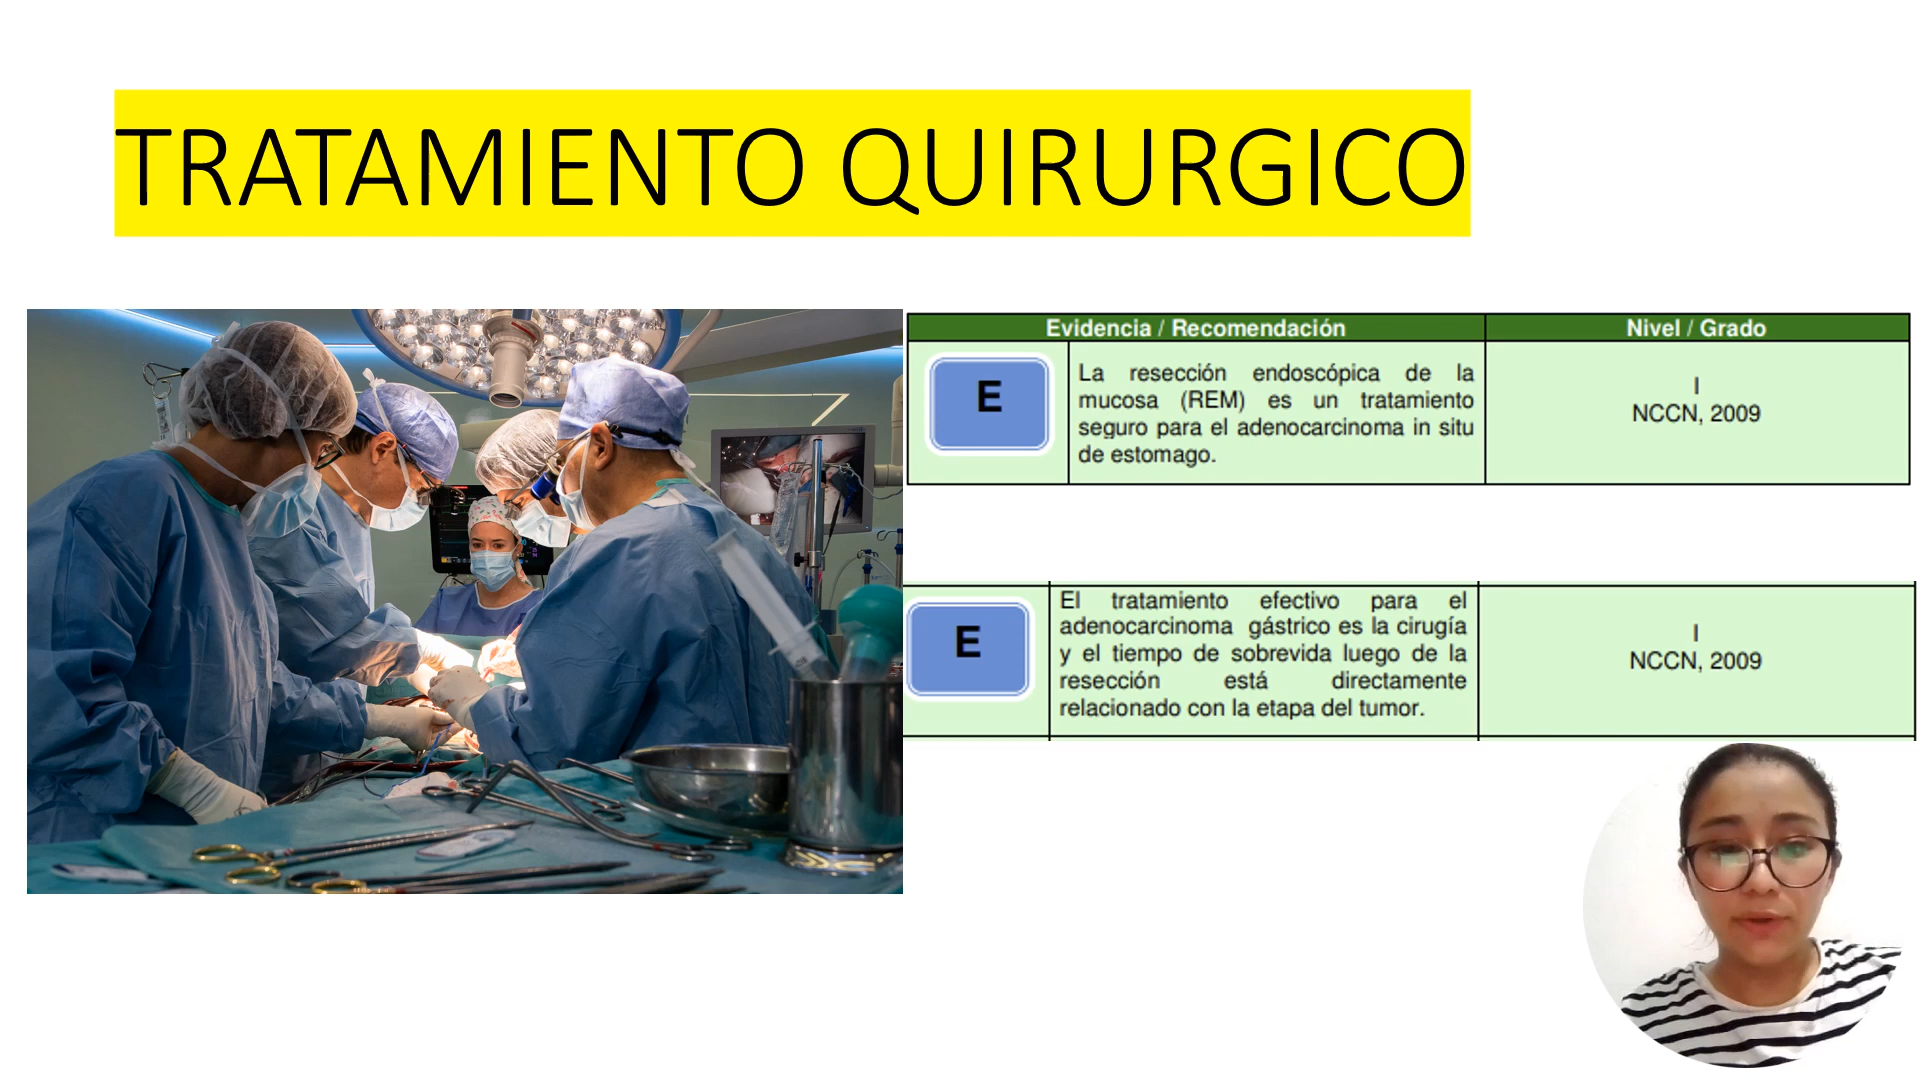 TRATAMIENTO QUIRURGICO
Evidencia / Recomendación
Nivel / Grado
E
La resección endoscópica de la
mucosa (REM) es un tratamiento
seguro para el adenocarcinoma in situ
de estomago.
I
NCCN, 2009
E
El tratamiento efectivo para el
adenocarcinoma gástrico es la cirugía
y el tiempo de sobrevida luego de la
resección está directamente
relacionado con la etapa del tumor.
I
NCCN, 2009